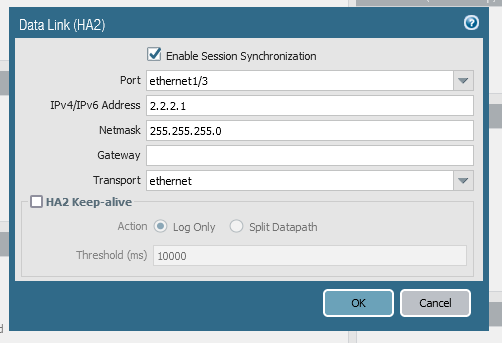 Data Link (HA2)
Enable Session Synchronization
Port ethernet1/3
IPv4/IPv6 Address 2.2.2.1
Netmask 255.255.255.0
Gateway
Transport ethernet
HA2 Keep-alive
Action Log Only Split Datapath
Threshold (ms) 10000
OK Cancel